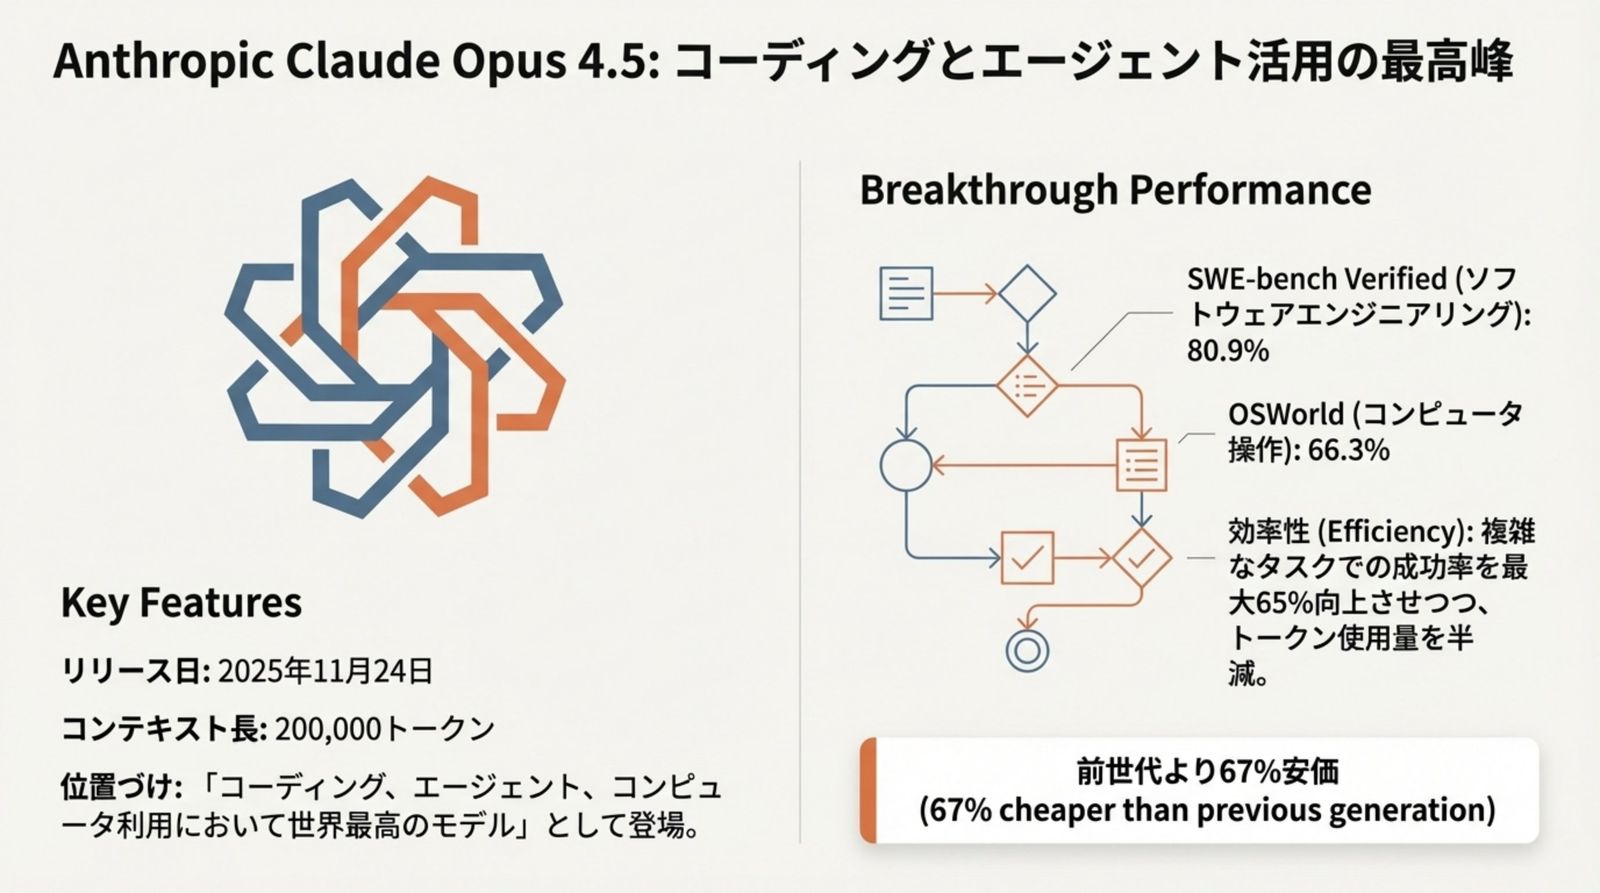 Anthropic Claude Opus 4.5: コーディングとエージェント活用の最高峰
Key Features
リリース日: 2025年11月24日
コンテキスト長: 200,000トークン
位置づけ: 「コーディング、エージェント、コンピュ
ータ利用において世界最高のモデル」として登場。
Breakthrough Performance
SWE-bench Verified (ソフ
トウェアエンジニアリング):
80.9%
OSWorld (コンピュータ
操作): 66.3%
効率性 (Efficiency): 複雑
なタスクでの成功率を最
大65%向上させつつ、
トークン使用量を半
減。
前世代より67%安価
(67% cheaper than previous generation)